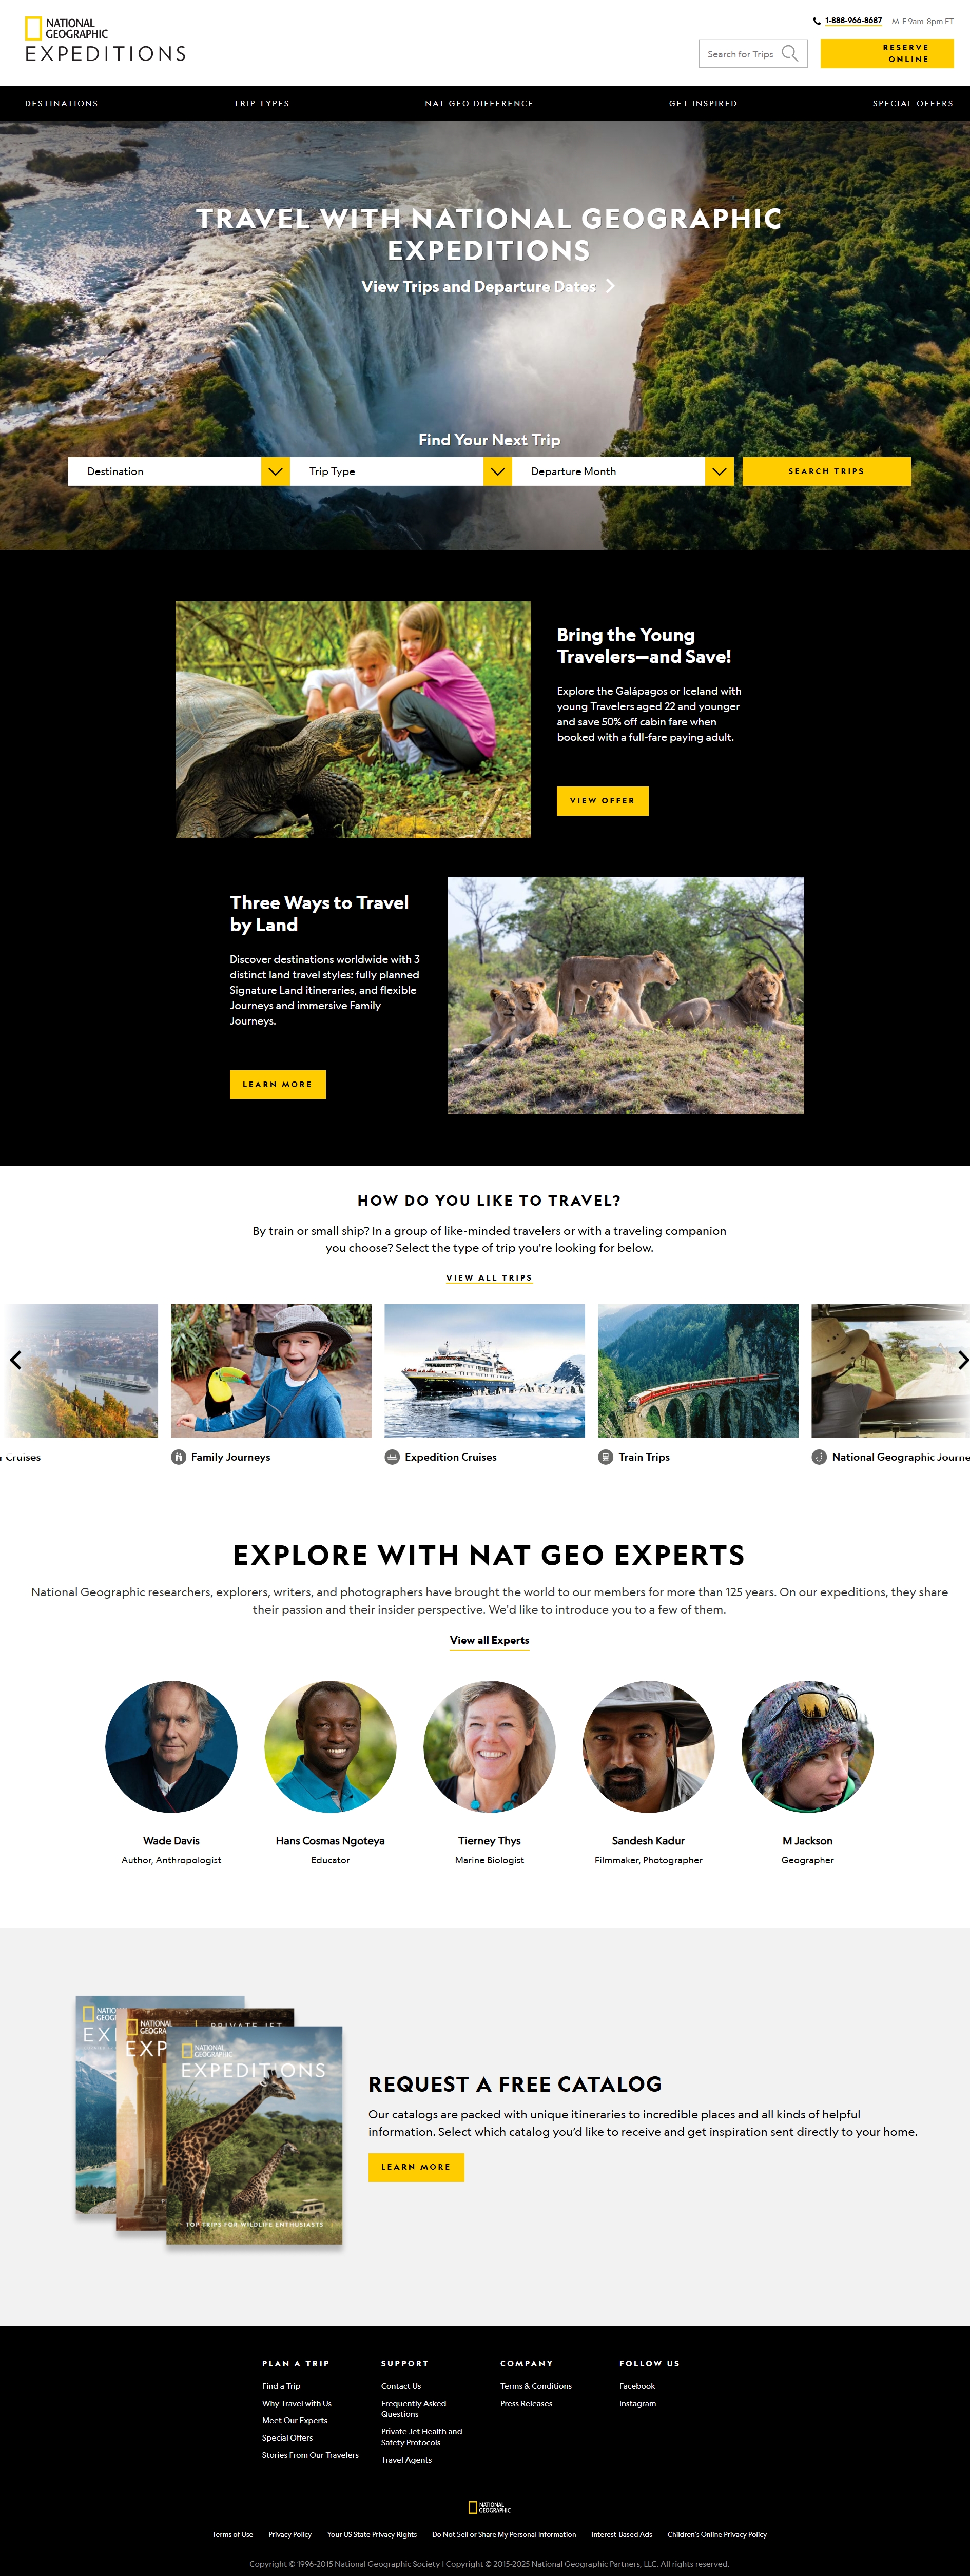 NATIONAL
GEOGRAPHIC
EXPEDITIONS
1-888-966-8687 M-F 9am-8pm ET
Search for Trips
RESERVE
ONLINE
DESTINATIONS TRIP TYPES NAT GEO DIFFERENCE GET INSPIRED SPECIAL OFFERS
TRAVEL WITH NATIONAL GEOGRAPHIC
EXPEDITIONS
View Trips and Departure Dates
Find Your Next Trip
Destination Trip Type Departure Month SEARCH TRIPS
Bring the Young
Travelers—and Save!
Explore the Galápagos or Iceland with
young Travelers aged 22 and younger
and save 50% off cabin fare when
booked with a full-fare paying adult.
VIEW OFFER
Three Ways to Travel
by Land
Discover destinations worldwide with 3
distinct land travel styles: fully planned
Signature Land itineraries, and flexible
Journeys and immersive Family
Journeys.
LEARN MORE
HOW DO YOU LIKE TO TRAVEL?
By train or small ship? In a group of like-minded travelers or with a traveling companion
you choose? Select the type of trip you're looking for below.
VIEW ALL TRIPS
r Cruises Family Journeys Expedition Cruises Train Trips National Geographic Journe
EXPLORE WITH NAT GEO EXPERTS
National Geographic researchers, explorers, writers, and photographers have brought the world to our members for more than 125 years. On our expeditions, they share
their passion and their insider perspective. We'd like to introduce you to a few of them.
View all Experts
Wade Davis Hans Cosmas Ngoteya Tierney Thys Sandesh Kadur M Jackson
Author, Anthropologist Educator Marine Biologist Filmmaker, Photographer Geographer
NATIO
GEOG
EX
NATIONAL
GEOGRA
PRIVATE JET
EXP
NATIONAL
GEOGRAPHIC
EXPEDITIONS
TOP TRIPS FOR WILDLIFE ENTHUSIASTS
REQUEST A FREE CATALOG
Our catalogs are packed with unique itineraries to incredible places and all kinds of helpful
information. Select which catalog you'd like to receive and get inspiration sent directly to your home.
LEARN MORE
PLAN A TRIP
Find a Trip
Why Travel with Us
Meet Our Experts
Special Offers
Stories From Our Travelers
SUPPORT
Contact Us
Frequently Asked
Questions
Private Jet Health and
Safety Protocols
Travel Agents
COMPANY
Terms & Conditions
Press Releases
FOLLOW US
Facebook
Instagram
NATIONAL
GEOGRAPHIC
Terms of Use Privacy Policy Your US State Privacy Rights Do Not Sell or Share My Personal Information Interest-Based Ads Children's Online Privacy Policy
Copyright © 1996-2015 National Geographic Society | Copyright © 2015-2025 National Geographic Partners, LLC. All rights reserved.